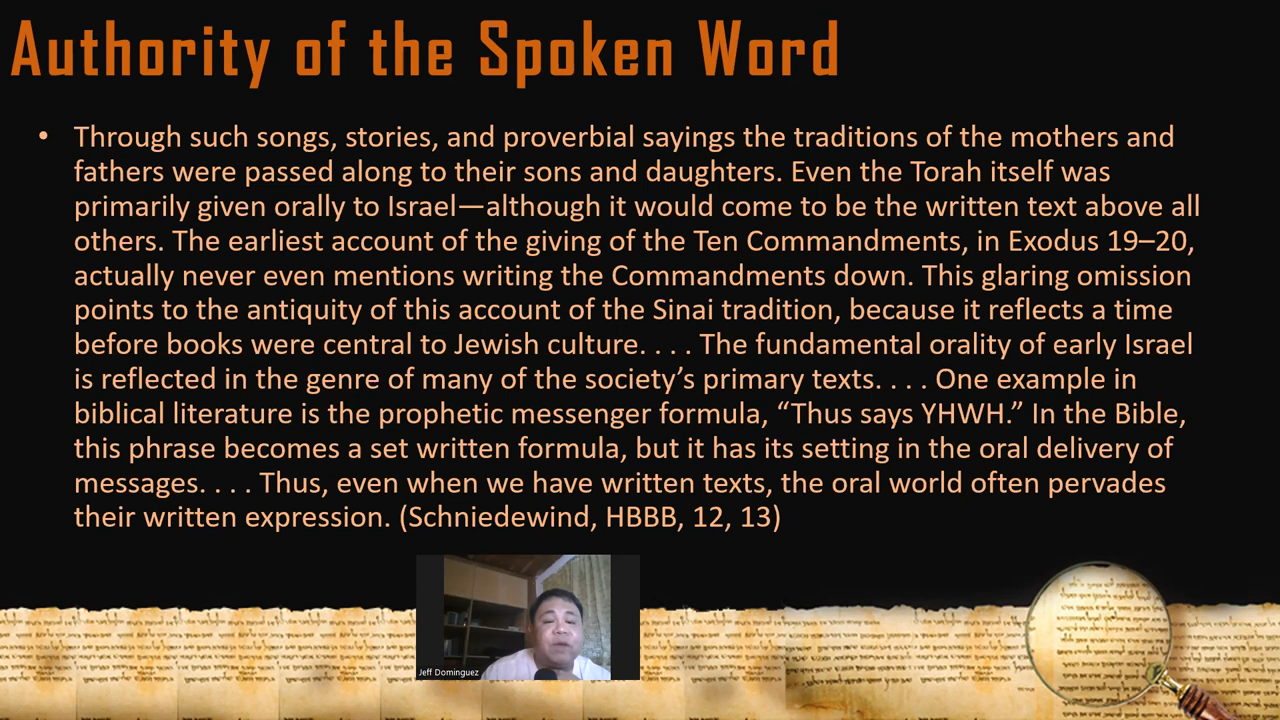 Authority of the Spoken Word
• Through such songs, stories, and proverbial sayings the traditions of the mothers and
fathers were passed along to their sons and daughters. Even the Torah itself was
primarily given orally to Israel—although it would come to be the written text above all
others. The earliest account of the giving of the Ten Commandments, in Exodus 19–20,
actually never even mentions writing the Commandments down. This glaring omission
points to the antiquity of this account of the Sinai tradition, because it reflects a time
before books were central to Jewish culture. . . . The fundamental orality of early Israel
is reflected in the genre of many of the society’s primary texts. . . . One example in
biblical literature is the prophetic messenger formula, “Thus says YHWH.” In the Bible,
this phrase becomes a set written formula, but it has its setting in the oral delivery of
messages. . . . Thus, even when we have written texts, the oral world often pervades
their written expression. (Schniedewind, HBBB, 12, 13)
Jeff Dominguez